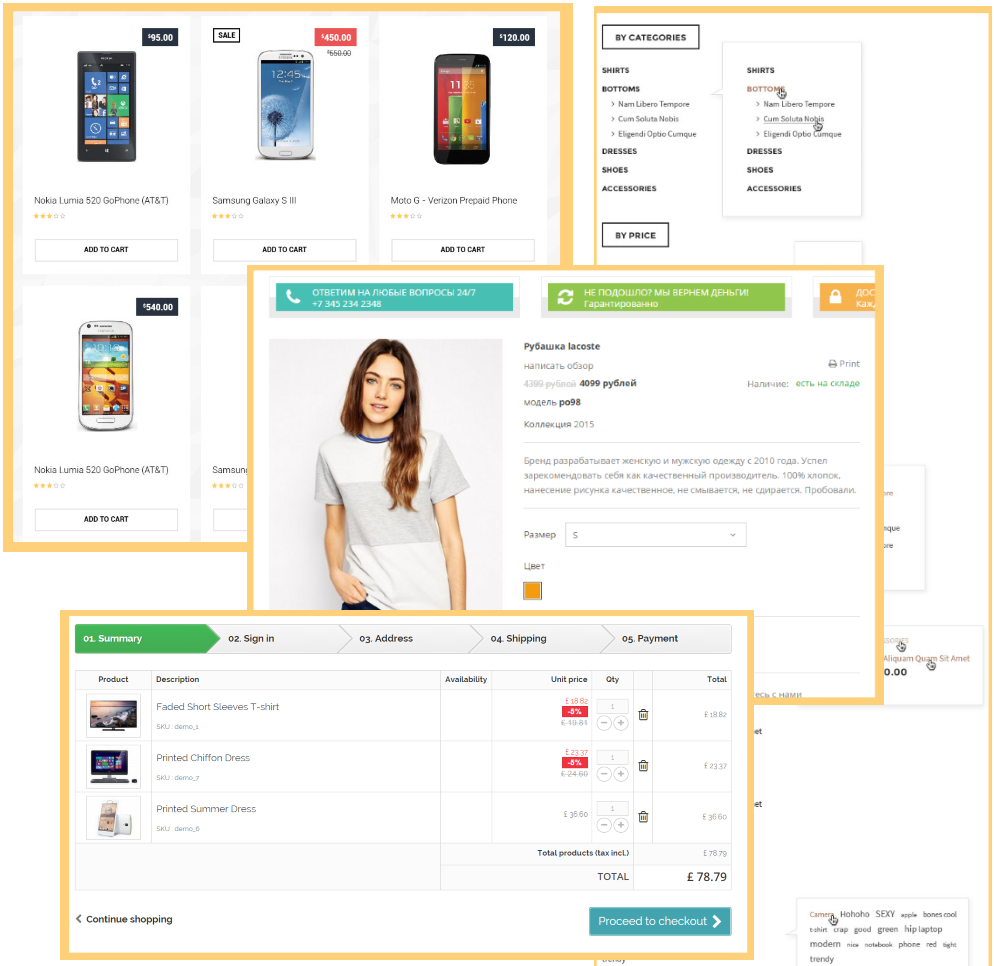 $95.00
SALE
$450.00
$550.00
$120.00
Nokia Lumia 520 GoPhone (AT&T)
Samsung Galaxy S III
Moto G - Verizon Prepaid Phone
ADD TO CART
ADD TO CART
ADD TO CART
$540.00
Nokia Lumia 520 GoPhone (AT&T)
Samsung
ADD TO CART
BY CATEGORIES
SHIRTS
BOTTOMS
> Nam Libero Tempore
> Cum Soluta Nobis
> Eligendi Optio Cumque
DRESSES
SHOES
ACCESSORIES
SHIRTS
BOTTOMS
> Nam Libero Tempore
> Cum Soluta Nobis
> Eligendi Optio Cumque
DRESSES
SHOES
ACCESSORIES
BY PRICE
ОТВЕТИМ НА ЛЮБЫЕ ВОПРОСЫ 24/7
+7 345 234 2348
НЕ ПОДОШЛО? МЫ ВЕРНЕМ ДЕНЬГИ!
Гарантированно
ДОС
Кажд
Рубашка lacoste
написать обзор
Print
4399 рублей 4099 рублей
Наличие: есть на складе
модель po98
Коллекция 2015
Бренд разрабатывает женскую и мужскую одежду с 2010 года. Успел
зарекомендовать себя как качественный производитель. 100% хлопок,
нанесение рисунка качественное, не смывается, не сдирается. Пробовали.
Размер S
Цвет
есь с нами
ore
nque
ore
Aliquam Quam Sit Amet
0.00
et
et
01. Summary
02. Sign in
03. Address
04. Shipping
05. Payment
Product Description Availability Unit price Qty Total
Faded Short Sleeves T-shirt
SKU : demo_1
£ 18.82
-5%
£ 19.81
1
£ 18.82
Printed Chiffon Dress
SKU : demo_7
£ 23.37
-5%
£ 24.60
1
£ 23.37
Printed Summer Dress
SKU : demo_6
£ 36.60
1
£ 36.60
Total products (tax incl.) £ 78.79
TOTAL £ 78.79
Continue shopping
Proceed to checkout
Camera Hohoho SEXY apple bones cool
t-shirt crap good green hip laptop
modern nice notebook phone red tight
trendy
trendy